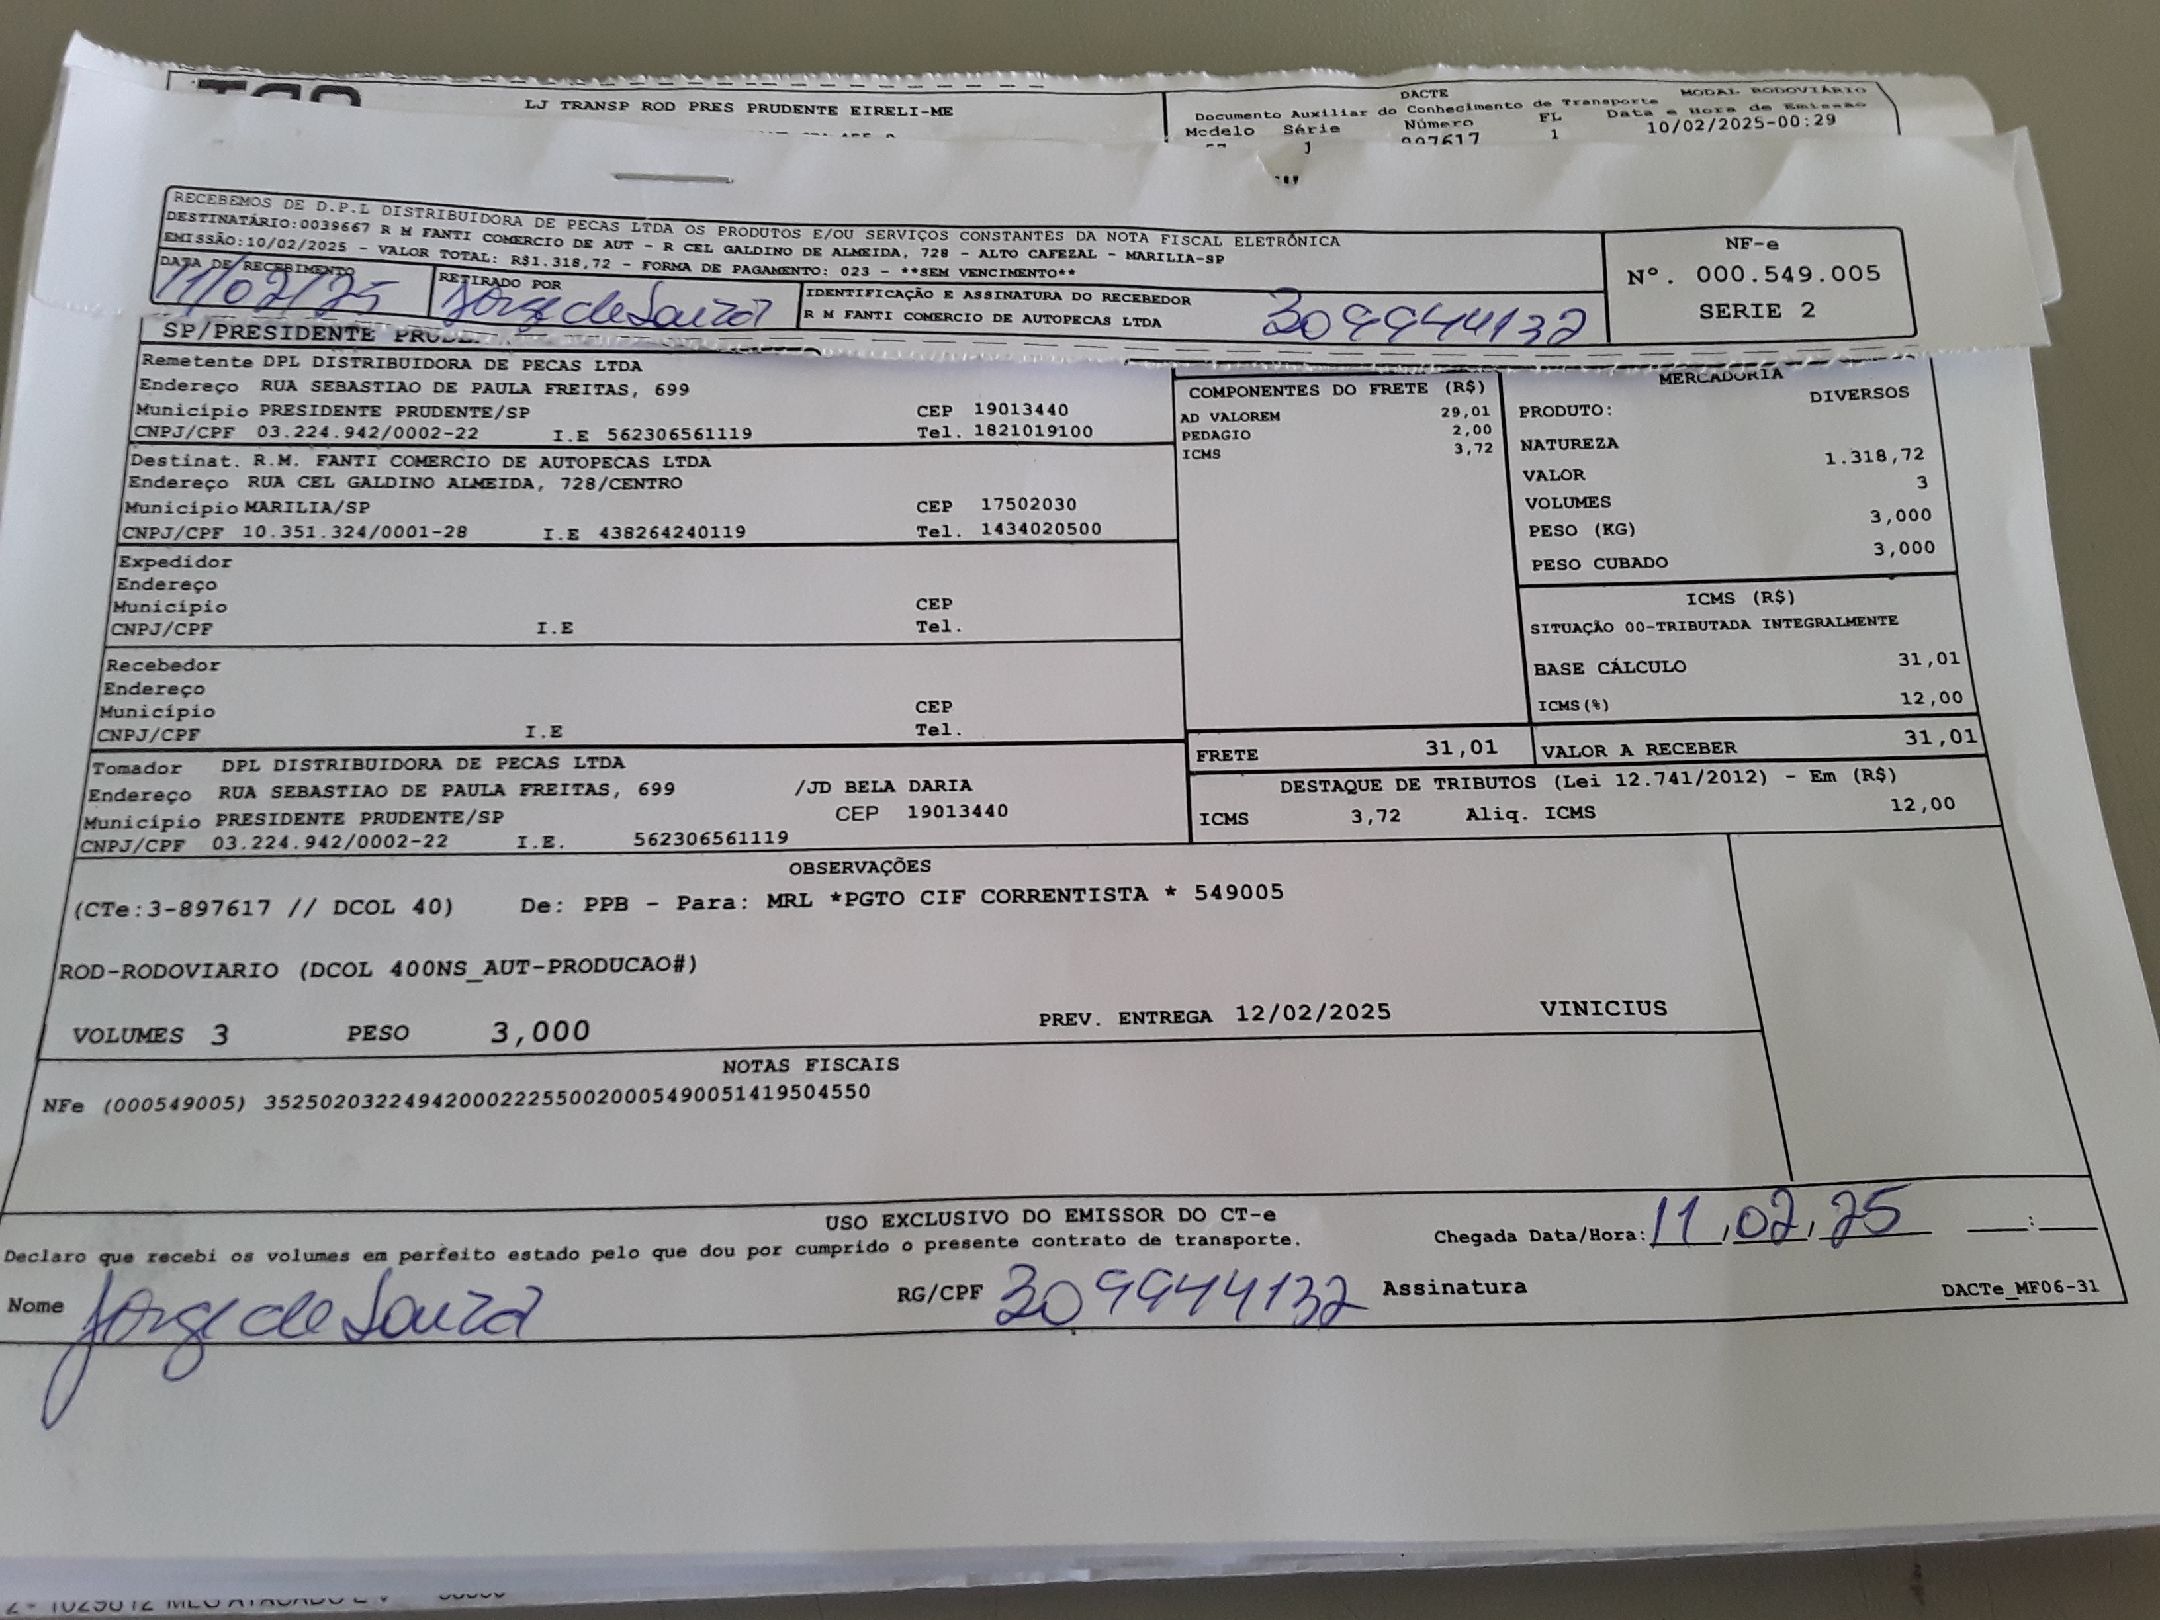 LJ TRANSP ROD PRES PRUDENTE EIRELI-ME
DACTE
MODAL RODOVIÁRIO
Documento Auxiliar do Conhecimento de Transporte
Modelo Série Número FL Data e Hora de Emissão
1 897617 1 10/02/2025-00:29
RECEBEMOS DE D.P.L DISTRIBUIDORA DE PECAS LTDA OS PRODUTOS E/OU SERVIÇOS CONSTANTES DA NOTA FISCAL ELETRÔNICA
DESTINATÁRIO:0039667 R M FANTI COMERCIO DE AUT - R CEL GALDINO DE ALMEIDA, 728 - ALTO CAFEZAL - MARILIA-SP
EMISSÃO:10/02/2025 - VALOR TOTAL: R$1.318,72 - FORMA DE PAGAMENTO: 023 - **SEM VENCIMENTO**
DATA DE RECEBIMENTO
11/02/25
RETIRADO POR
Jorge de Souza
IDENTIFICAÇÃO E ASSINATURA DO RECEBEDOR
R M FANTI COMERCIO DE AUTOPECAS LTDA
309944132
NF-e
Nº. 000.549.005
SERIE 2
SP/PRESIDENTE
Remetente DPL DISTRIBUIDORA DE PECAS LTDA
Endereço RUA SEBASTIAO DE PAULA FREITAS, 699
Município PRESIDENTE PRUDENTE/SP CEP 19013440
CNPJ/CPF 03.224.942/0002-22 I.E 562306561119 Tel. 1821019100
Destinat. R.M. FANTI COMERCIO DE AUTOPECAS LTDA
Endereço RUA CEL GALDINO ALMEIDA, 728/CENTRO
Município MARILIA/SP CEP 17502030
CNPJ/CPF 10.351.324/0001-28 I.E 438264240119 Tel. 1434020500
Expedidor
Endereço
Município CEP
CNPJ/CPF I.E Tel.
Recebedor
Endereço
Município CEP
CNPJ/CPF I.E Tel.
Tomador DPL DISTRIBUIDORA DE PECAS LTDA
Endereço RUA SEBASTIAO DE PAULA FREITAS, 699 /JD BELA DARIA
Município PRESIDENTE PRUDENTE/SP CEP 19013440
CNPJ/CPF 03.224.942/0002-22 I.E. 562306561119
COMPONENTES DO FRETE (R$)
AD VALOREM 29,01
PEDAGIO 2,00
ICMS 3,72
FRETE 31,01
MERCADORIA
PRODUTO: DIVERSOS
NATUREZA
VALOR 1.318,72
VOLUMES 3
PESO (KG) 3,000
PESO CUBADO 3,000
ICMS (R$)
SITUAÇÃO 00-TRIBUTADA INTEGRALMENTE
BASE CÁLCULO 31,01
ICMS(%) 12,00
VALOR A RECEBER 31,01
DESTAQUE DE TRIBUTOS (Lei 12.741/2012) - Em (R$)
ICMS 3,72 Aliq. ICMS 12,00
OBSERVAÇÕES
(CTe:3-897617 // DCOL 40) De: PPB - Para: MRL *PGTO CIF CORRENTISTA * 549005
ROD-RODOVIARIO (DCOL 400NS_AUT-PRODUCAO#)
VOLUMES 3 PESO 3,000 PREV. ENTREGA 12/02/2025 VINICIUS
NOTAS FISCAIS
NFe (000549005) 35250203224942000222550020005490051419504550
USO EXCLUSIVO DO EMISSOR DO CT-e
Declaro que recebi os volumes em perfeito estado pelo que dou por cumprido o presente contrato de transporte.
Chegada Data/Hora: 11,02,25 ___:___
Nome Jorge de Souza RG/CPF 309944132 Assinatura
DACTe_MF06-31